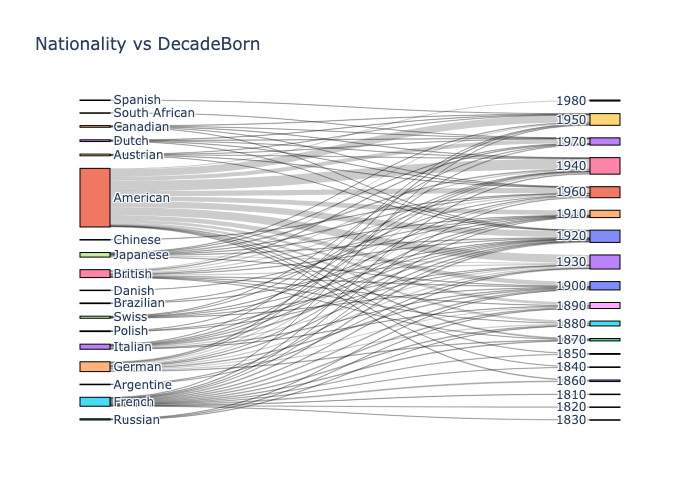 Nationality vs DecadeBorn
Spanish
South African
Canadian
Dutch
Austrian
American
Chinese
Japanese
British
Danish
Brazilian
Swiss
Polish
Italian
German
Argentine
French
Russian
1980
1950
1970
1940
1960
1910
1920
1930
1900
1890
1880
1870
1850
1840
1860
1810
1820
1830